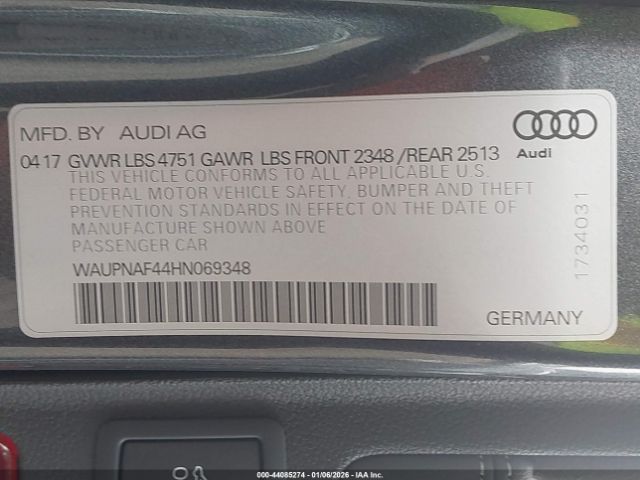 MFD. BY AUDI AG
0417 GVWR LBS 4751 GAWR LBS FRONT 2348 /REAR 2513
Audi
THIS VEHICLE CONFORMS TO ALL APPLICABLE U.S.
FEDERAL MOTOR VEHICLE SAFETY, BUMPER AND THEFT
PREVENTION STANDARDS IN EFFECT ON THE DATE OF
MANUFACTURE SHOWN ABOVE
PASSENGER CAR
WAUPNAF44HN069348
1734031
GERMANY
000-44085274 - 01/06/2026 - © IAA Inc.